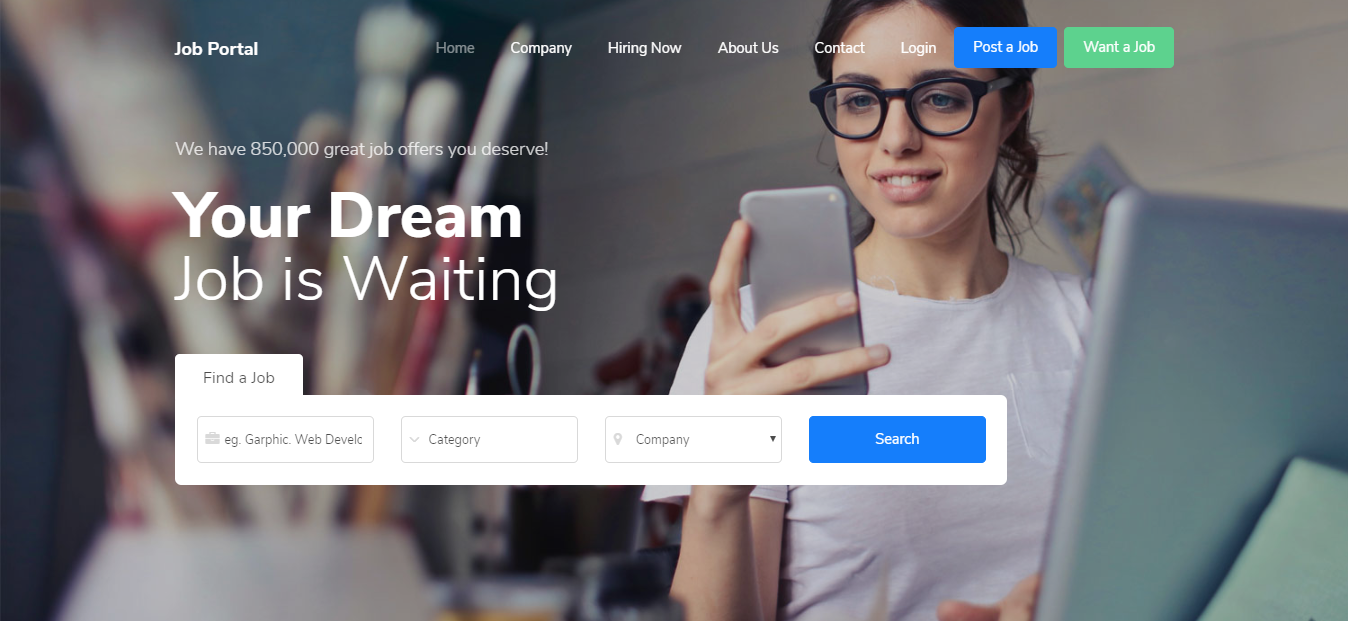 Job Portal
Home Company Hiring Now About Us Contact Login Post a Job Want a Job
We have 850,000 great job offers you deserve!
Your Dream
Job is Waiting
Find a Job
eg. Garphic. Web Develc
Category
Company
Search